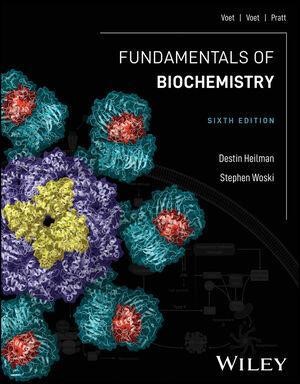 Voet | Voet | Pratt
FUNDAMENTALS OF
BIOCHEMISTRY
SIXTH EDITION
Destin Heilman
Stephen Woski
WILEY